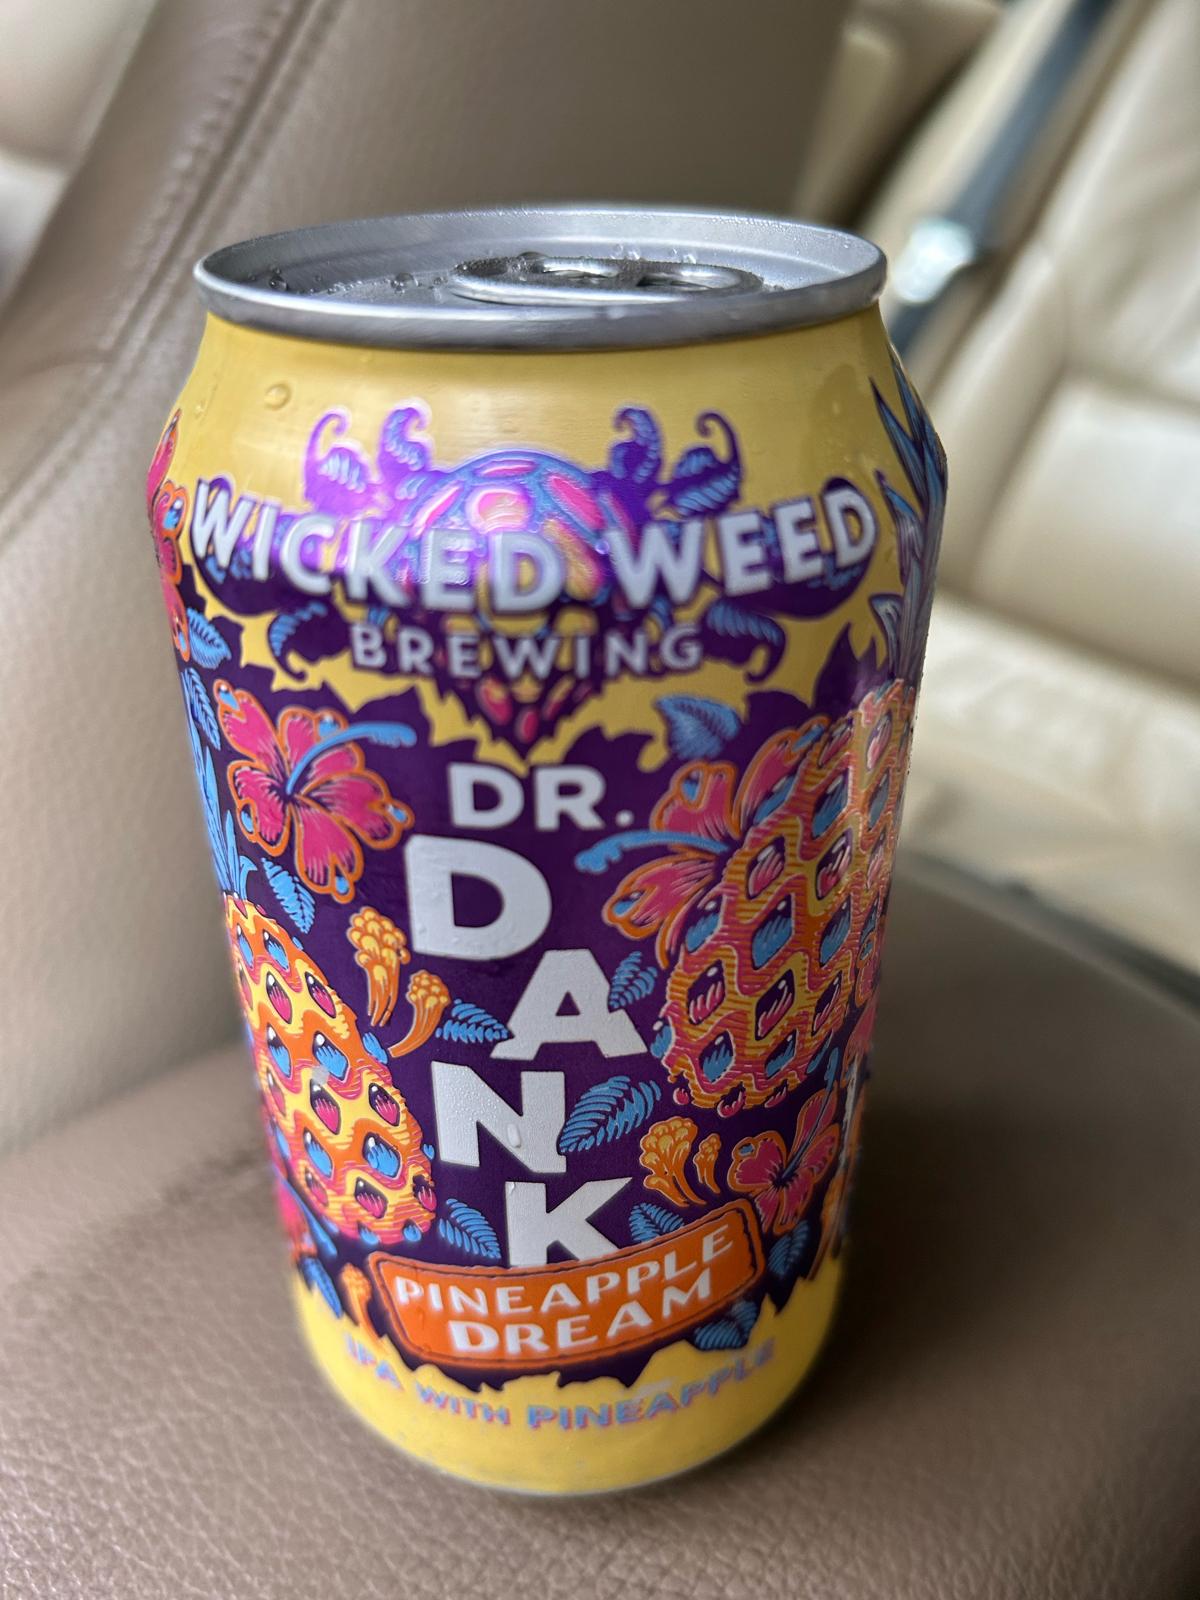 WICKED WEED
BREWING
DR.
DANK
PINEAPPLE
DREAM
IPA WITH PINEAPPLE